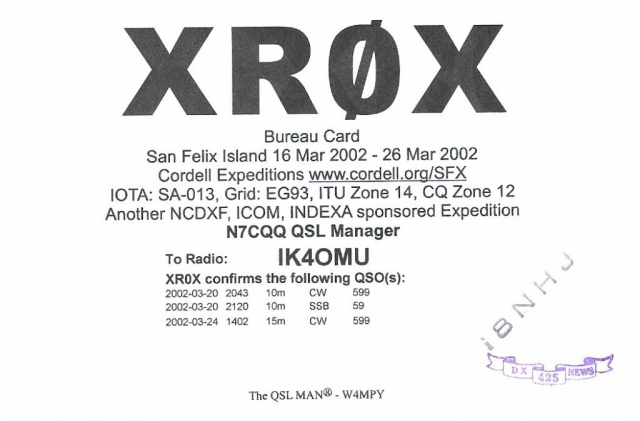 XRØX
Bureau Card
San Felix Island 16 Mar 2002 - 26 Mar 2002
Cordell Expeditions www.cordell.org/SFX
IOTA: SA-013, Grid: EG93, ITU Zone 14, CQ Zone 12
Another NCDXF, ICOM, INDEXA sponsored Expedition
N7CQQ QSL Manager
To Radio: IK4OMU
XR0X confirms the following QSO(s):
2002-03-20 2043 10m CW 599
2002-03-20 2120 10m SSB 59
2002-03-24 1402 15m CW 599
i8NHJ
DX 425 NEWS
The QSL MAN® - W4MPY